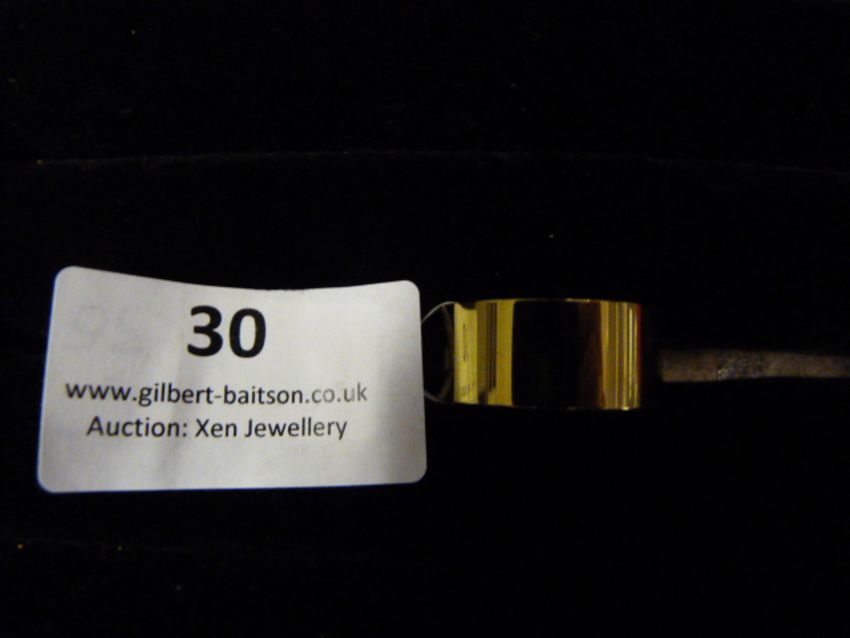 30
www.gilbert-baitson.co.uk
Auction: Xen Jewellery